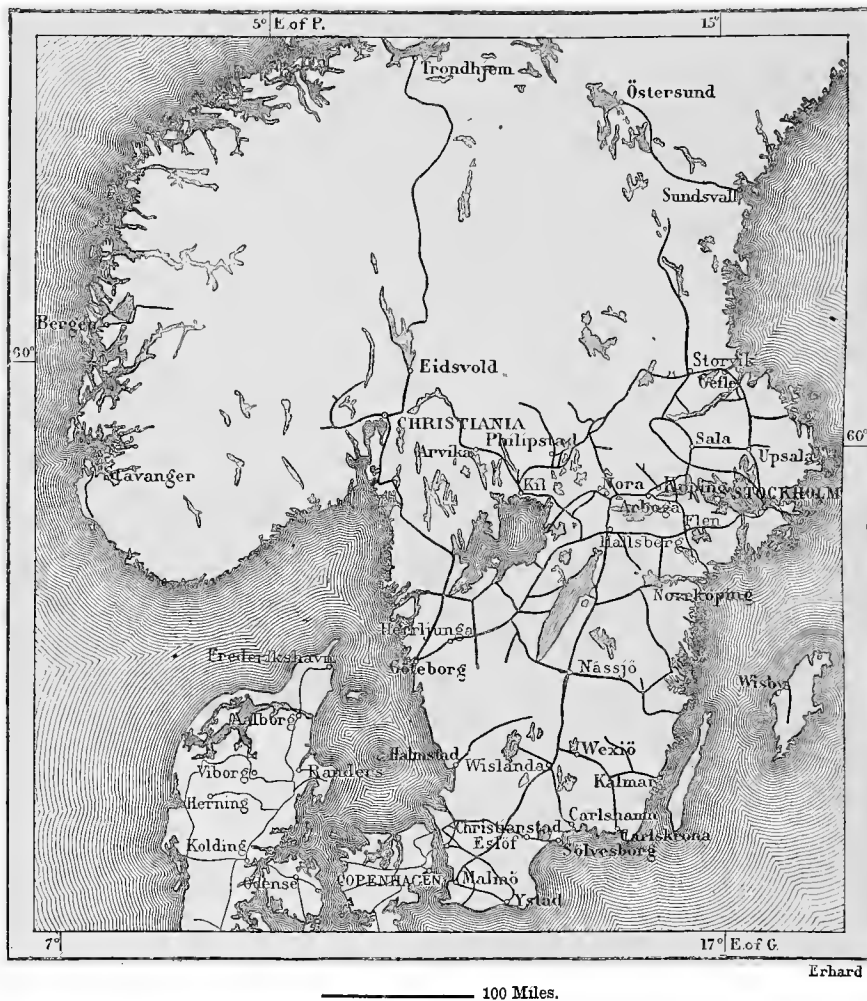 5° E of P.
15°
Trondhjem
Östersund
Sundsvall
Bergen
60°
Eidsvold
Storvik
Gefle
CHRISTIANIA
Arvika
Philipstad
Sala
Upsala
60°
Stavanger
Kil
Nora
Köping
STOCKHOLM
Arboga
Flen
Hallsberg
Norrköping
Herrljunga
Frederikshavn
Göteborg
Nässjö
Wisby
Aalborg
Halmstad
Wislanda
Wexiö
Viborg
Randers
Kalmar
Herning
Carlshamn
Christianstad
Carlskrona
Kolding
Eslöf
Sölvesborg
Odense
COPENHAGEN
Malmö
Ystad
7°
17° E. of G.
Erhard
100 Miles.